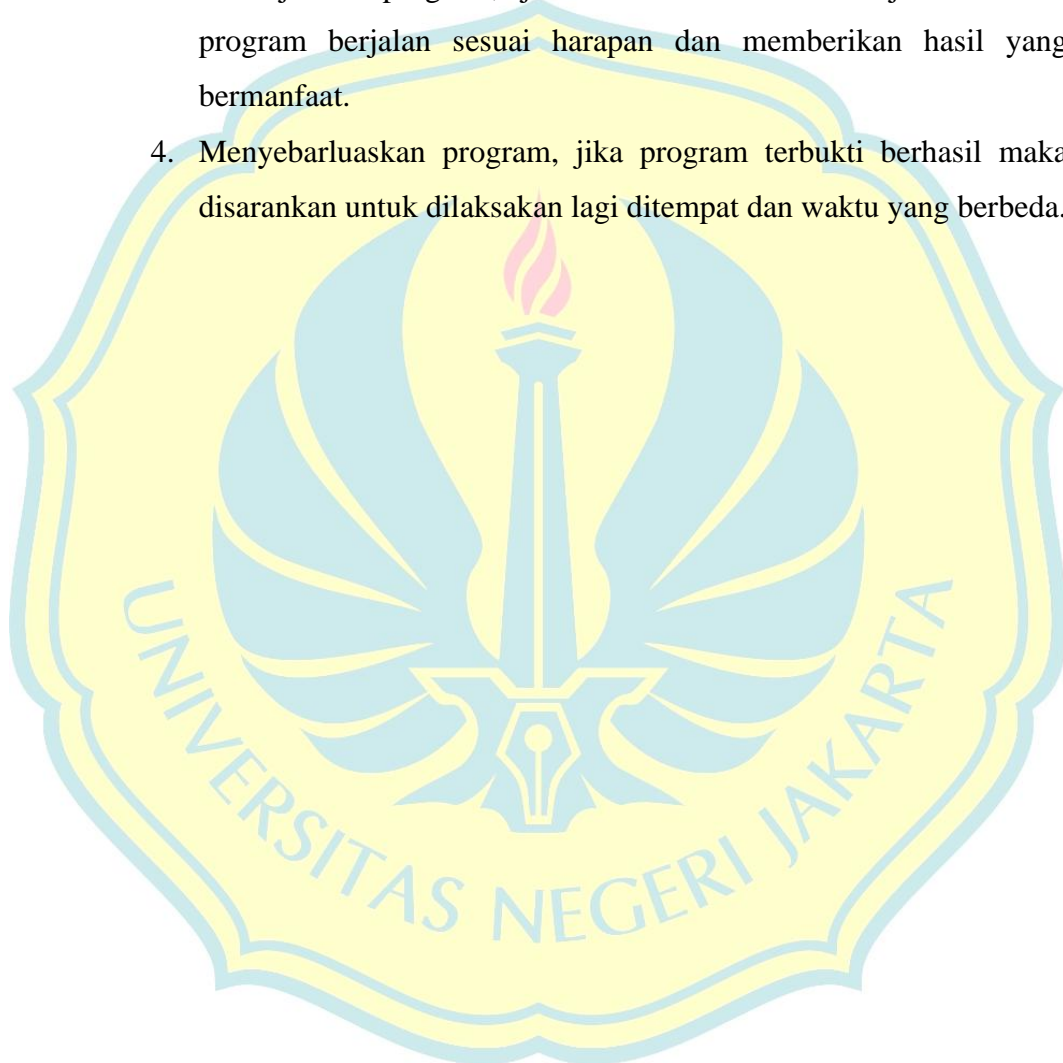 program berjalan sesuai harapan dan memberikan hasil yang
bermanfaat.
4. Menyebarluaskan program, jika program terbukti berhasil maka
disarankan untuk dilaksakan lagi ditempat dan waktu yang berbeda.
UNIVERSITAS NEGERI JAKARTA